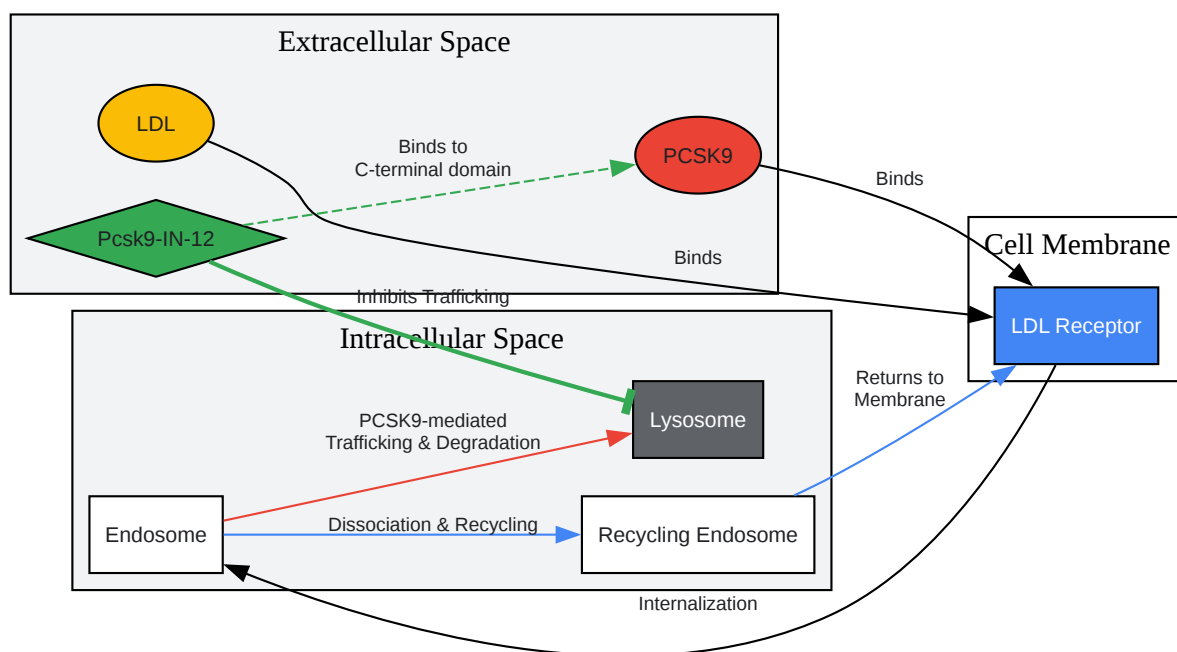 Extracellular Space
LDL
Binds to
C-terminal domain
PCSK9
Binds
Pcsk9-IN-12
Binds
Cell Membrane
LDL Receptor
Inhibits Trafficking
Intracellular Space
Returns to
Membrane
PCSK9-mediated
Trafficking & Degradation
Lysosome
Endosome
Dissociation & Recycling
Recycling Endosome
Internalization